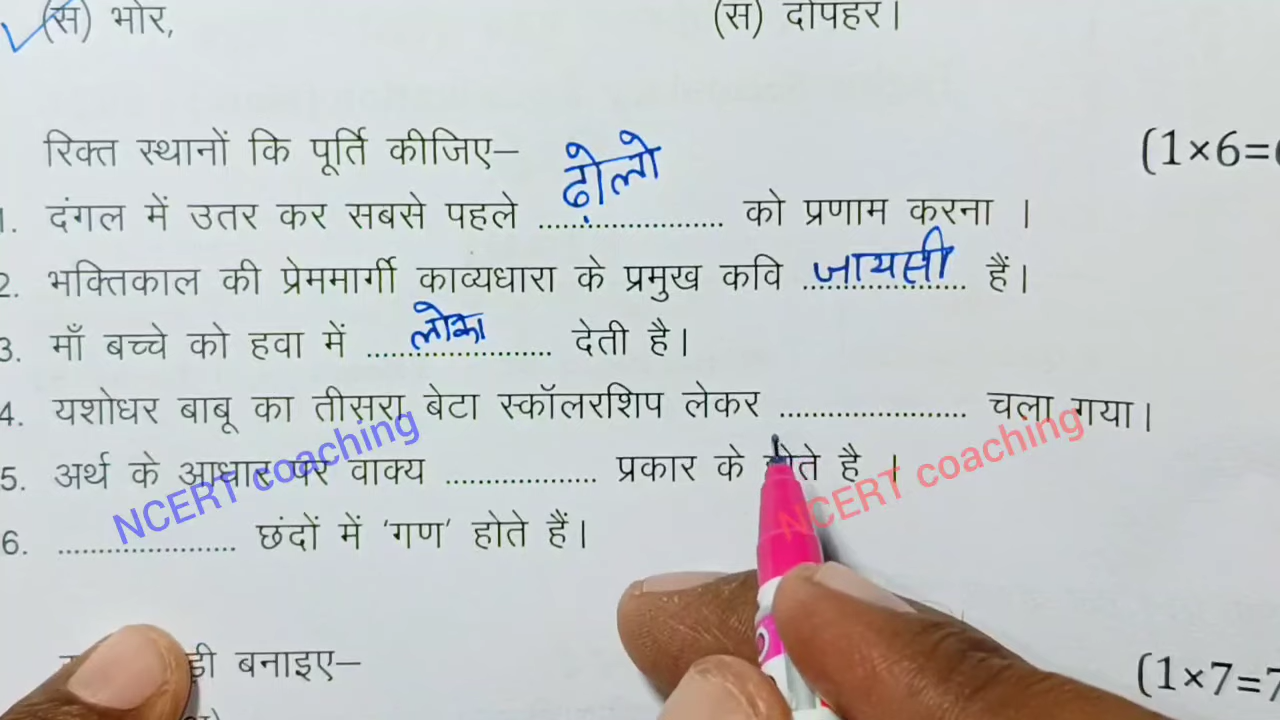 (स) भोर, (स) दोपहर।
रिक्त स्थानों कि पूर्ति कीजिए– (1×6=
1. दंगल में उतर कर सबसे पहले ढ़ोलो को प्रणाम करना ।
2. भक्तिकाल की प्रेममार्गी काव्यधारा के प्रमुख कवि जायसी हैं।
3. माँ बच्चे को हवा में लोका देती है।
4. यशोधर बाबू का तीसरा बेटा स्कॉलरशिप लेकर .................... चला गया।
5. अर्थ के आधार पर वाक्य ................ प्रकार के होते है ।
6. .................... छंदों में ‘गण’ होते हैं।
NCERT coaching NCERT coaching
बनाइए– (1×7=7